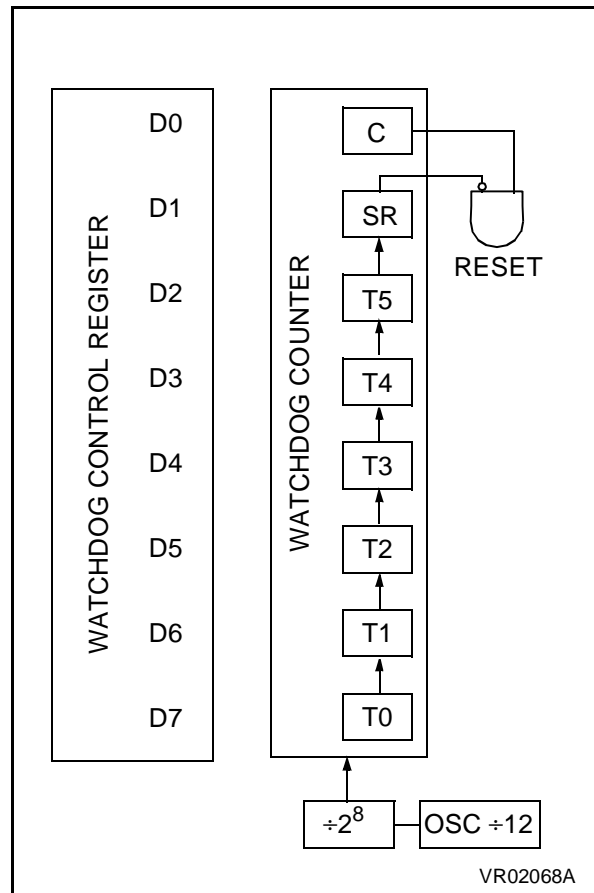 WATCHDOG CONTROL REGISTER
D0
D1
D2
D3
D4
D5
D6
D7
WATCHDOG COUNTER
C
SR
T5
T4
T3
T2
T1
T0
RESET
÷2⁸
OSC ÷12
VR02068A